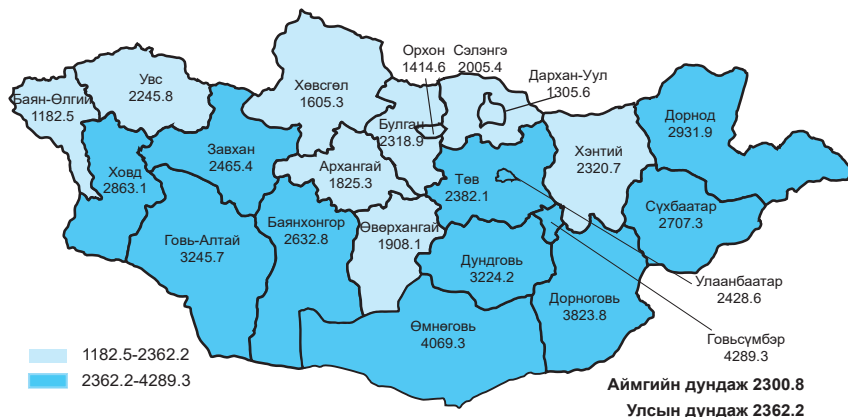 Орхон
1414.6
Сэлэнгэ
2005.4
Дархан-Уул
1305.6
Увс
2245.8
Баян-Өлгий
1182.5
Хөвсгөл
1605.3
Дорнод
2931.9
Булган
2318.9
Завхан
2465.4
Хэнтий
2320.7
Ховд
2863.1
Архангай
1825.3
Төв
2382.1
Сүхбаатар
2707.3
Говь-Алтай
3245.7
Баянхонгор
2632.8
Өвөрхангай
1908.1
Дундговь
3224.2
Улаанбаатар
2428.6
Дорноговь
3823.8
Өмнөговь
4069.3
Говьсүмбэр
4289.3
1182.5-2362.2
2362.2-4289.3
Аймгийн дундаж 2300.8
Улсын дундаж 2362.2